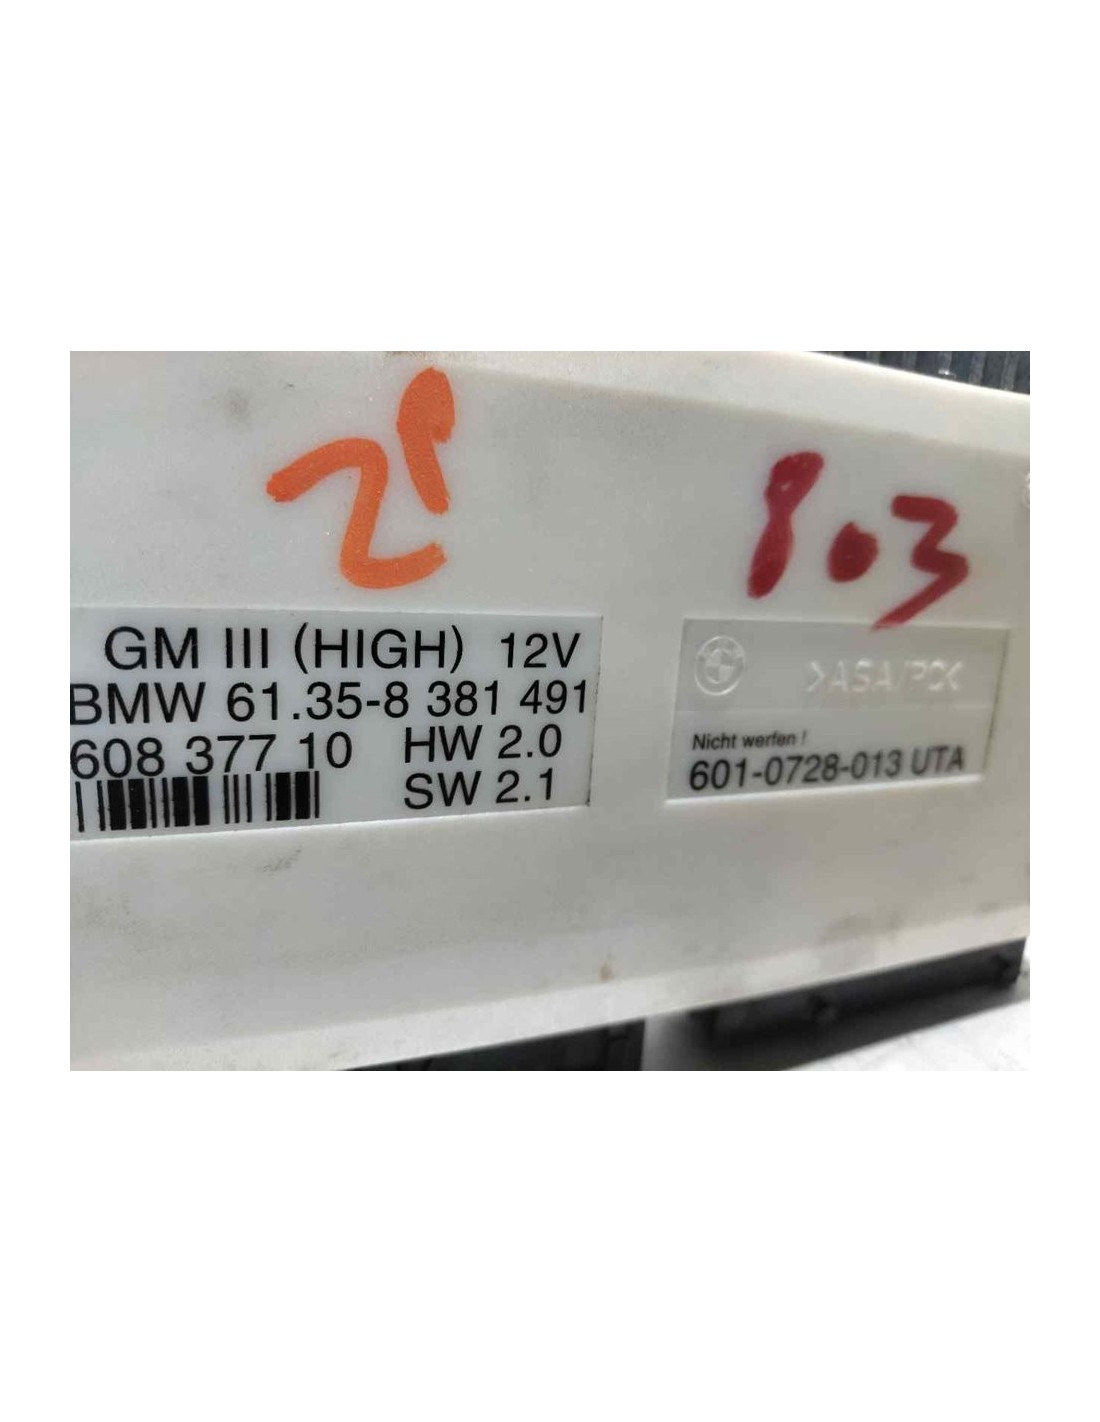 2P
803
GM III (HIGH) 12V
BMW 61.35-8 381 491
608 377 10 HW 2.0
SW 2.1
>ASA/PC<
Nicht werfen !
601-0728-013 UTA